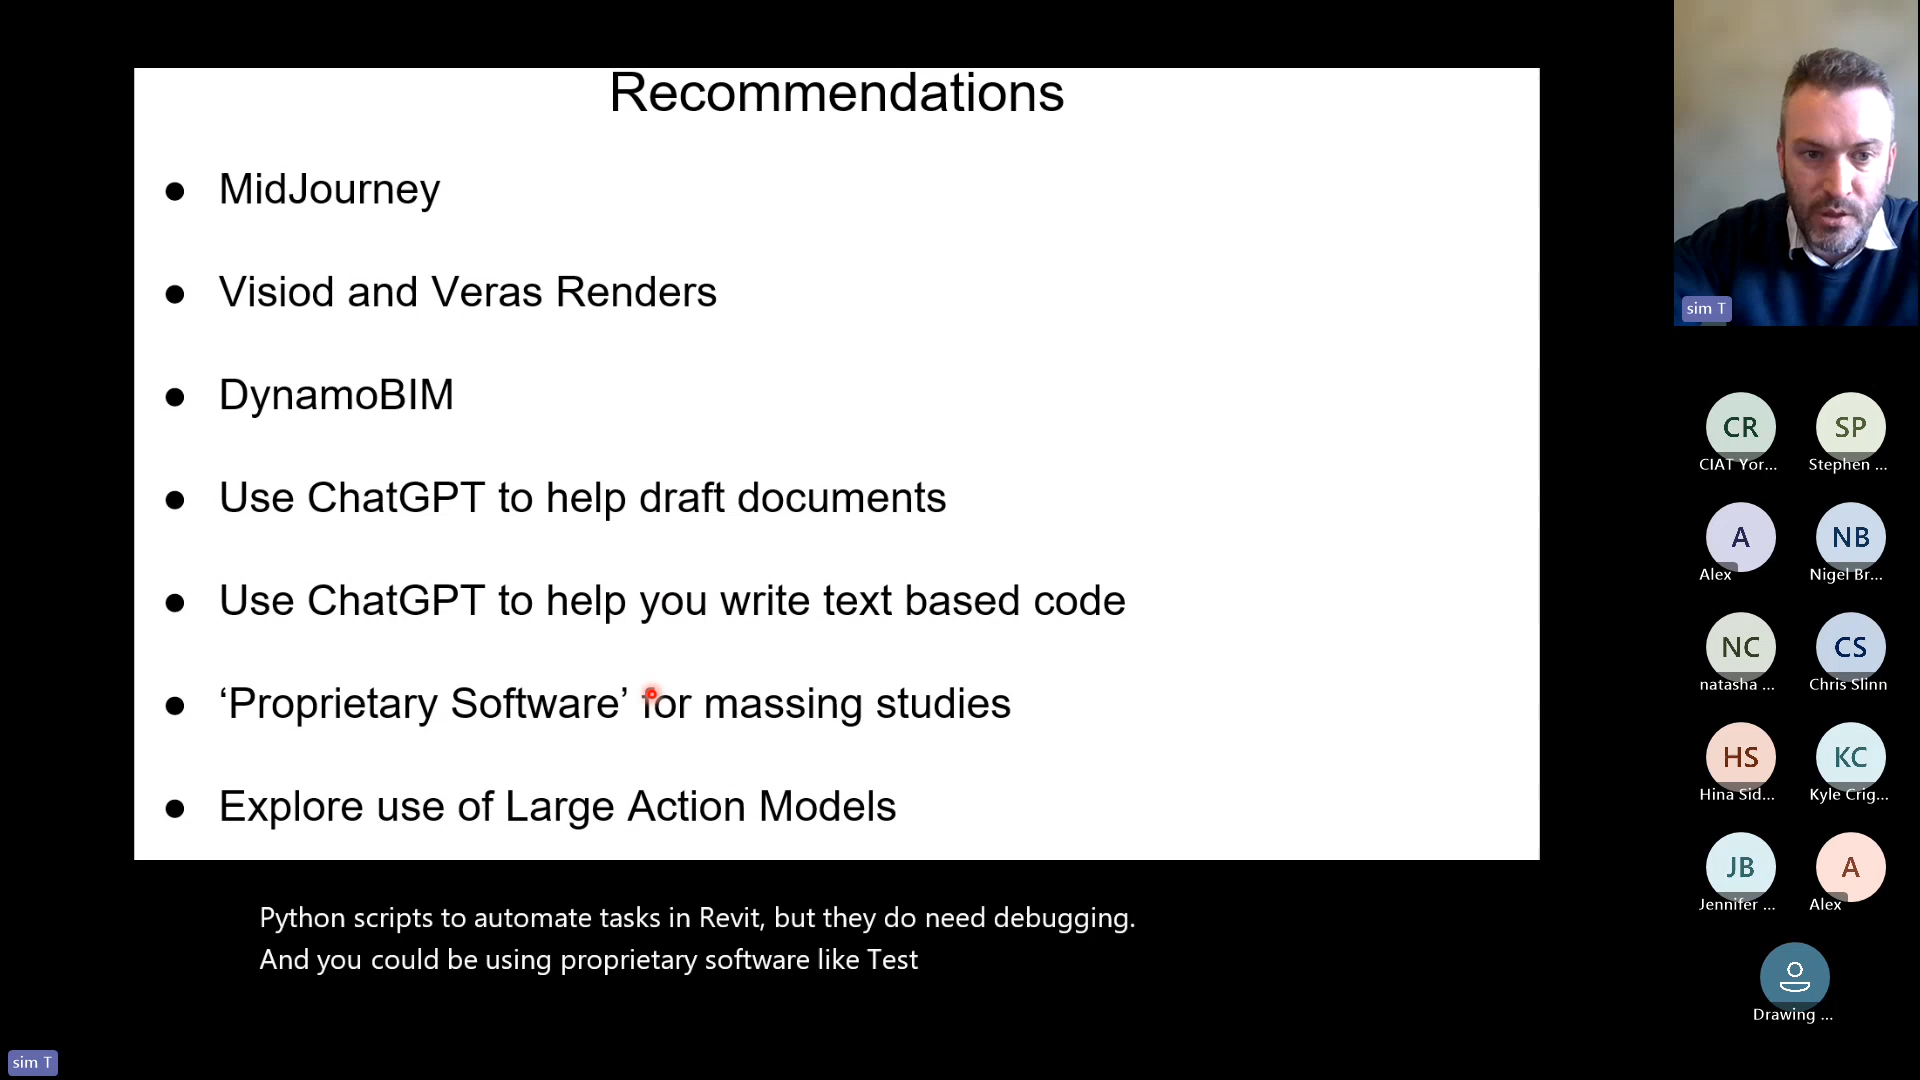 Recommendations
● MidJourney
● Visiod and Veras Renders
● DynamoBIM
● Use ChatGPT to help draft documents
● Use ChatGPT to help you write text based code
● ‘Proprietary Software’ for massing studies
● Explore use of Large Action Models
Python scripts to automate tasks in Revit, but they do need debugging.
And you could be using proprietary software like Test
sim T
sim T
CR
CIAT Yor...
SP
Stephen ...
A
Alex
NB
Nigel Br...
NC
natasha ...
CS
Chris Slinn
HS
Hina Sid...
KC
Kyle Crig...
JB
Jennifer ...
A
Alex
Drawing ...